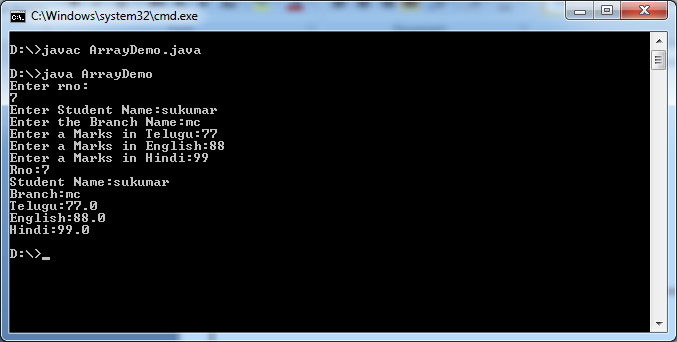 C:\Windows\system32\cmd.exe
D:\>javac ArrayDemo.java
D:\>java ArrayDemo
Enter rno:
7
Enter Student Name:sukumar
Enter the Branch Name:mc
Enter a Marks in Telugu:77
Enter a Marks in English:88
Enter a Marks in Hindi:99
Rno:7
Student Name:sukumar
Branch:mc
Telugu:77.0
English:88.0
Hindi:99.0
D:\>_